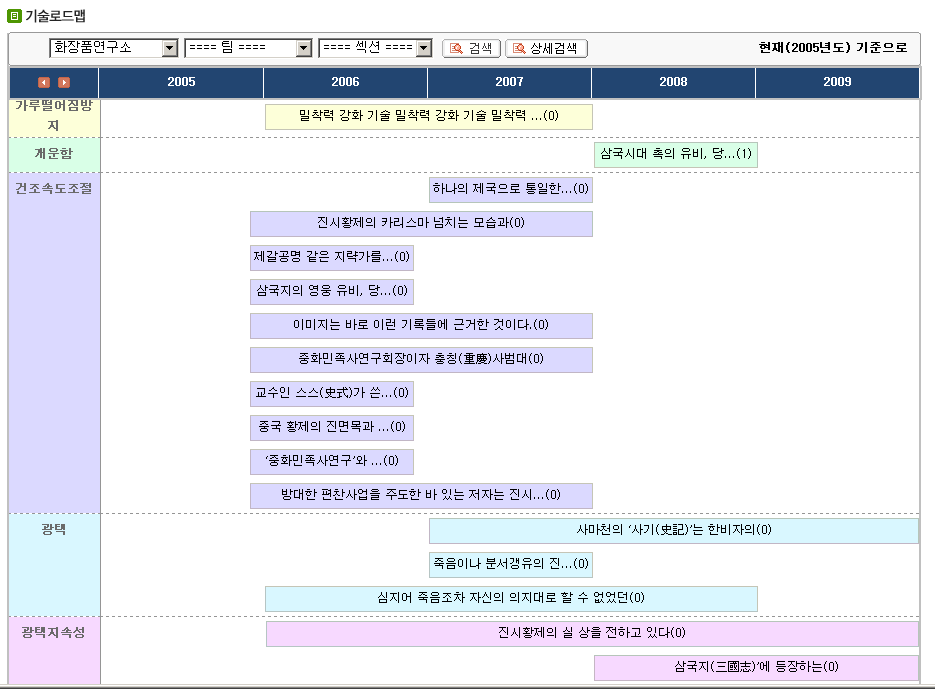 기술로드맵
화장품연구소 ==== 팀 ==== ==== 섹션 ==== 검색 상세검색 현재(2005년도) 기준으로
2005 2006 2007 2008 2009
가루떨어짐방
지
밀착력 강화 기술 밀착력 강화 기술 밀착력 ...(0)
개운함
삼국시대 촉의 유비, 당...(1)
건조속도조절
하나의 제국으로 통일한...(0)
진시황제의 카리스마 넘치는 모습과(0)
제갈공명 같은 지략가를...(0)
삼국지의 영웅 유비, 당...(0)
이미지는 바로 이런 기록들에 근거한 것이다.(0)
중화민족사연구회장이자 충칭(重慶)사범대(0)
교수인 스스(史式)가 쓴...(0)
중국 황제의 진면목과 ...(0)
‘중화민족사연구’와 ...(0)
방대한 편찬사업을 주도한 바 있는 저자는 진시...(0)
광택
사마천의 ‘사기(史記)’는 한비자의(0)
죽음이나 분서갱유의 진...(0)
심지어 죽음조차 자신의 의지대로 할 수 없었던(0)
광택지속성
진시황제의 실 상을 전하고 있다(0)
삼국지(三國志)’에 등장하는(0)